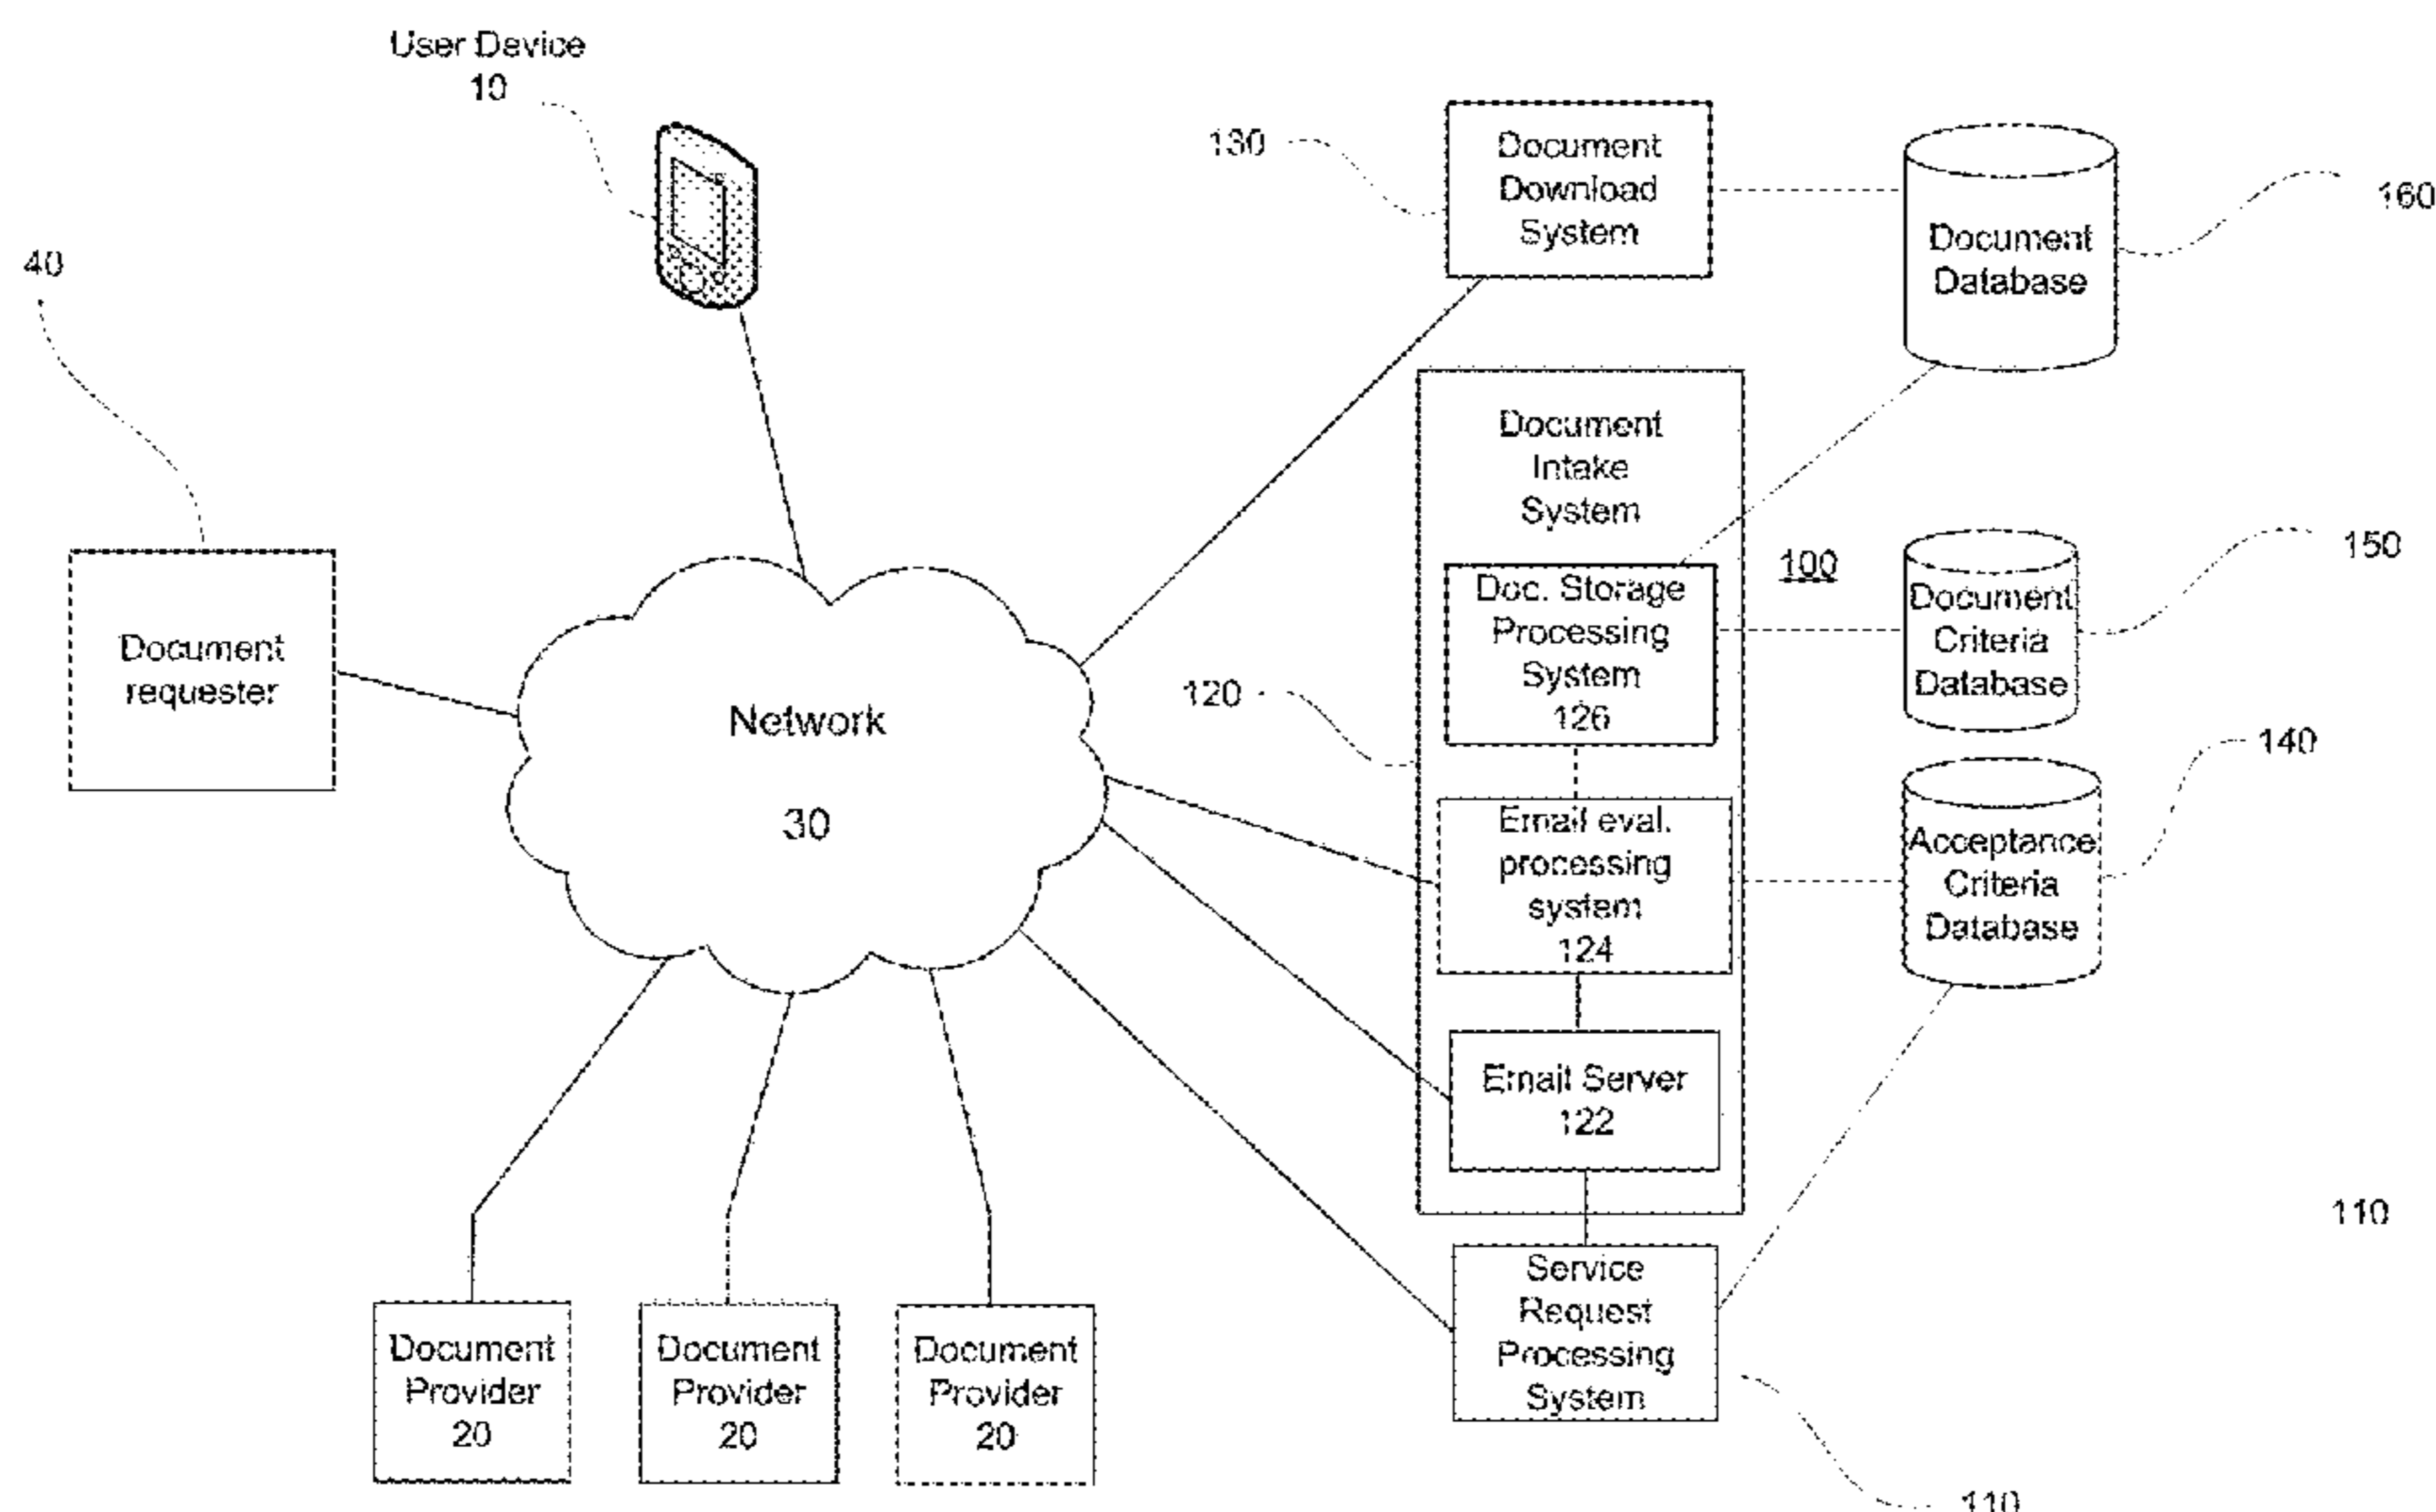 User Device
10
40
Document
requester
Network
30
Document
Provider
20
Document
Provider
20
Document
Provider
20
130
Document
Download
System
Document
Database
160
Document
Intake
System
100
Doc. Storage
Processing
System
126
120
Document
Criteria
Database
150
Email eval.
processing
system
124
Acceptance
Criteria
Database
140
Email Server
122
110
Service
Request
Processing
System
110